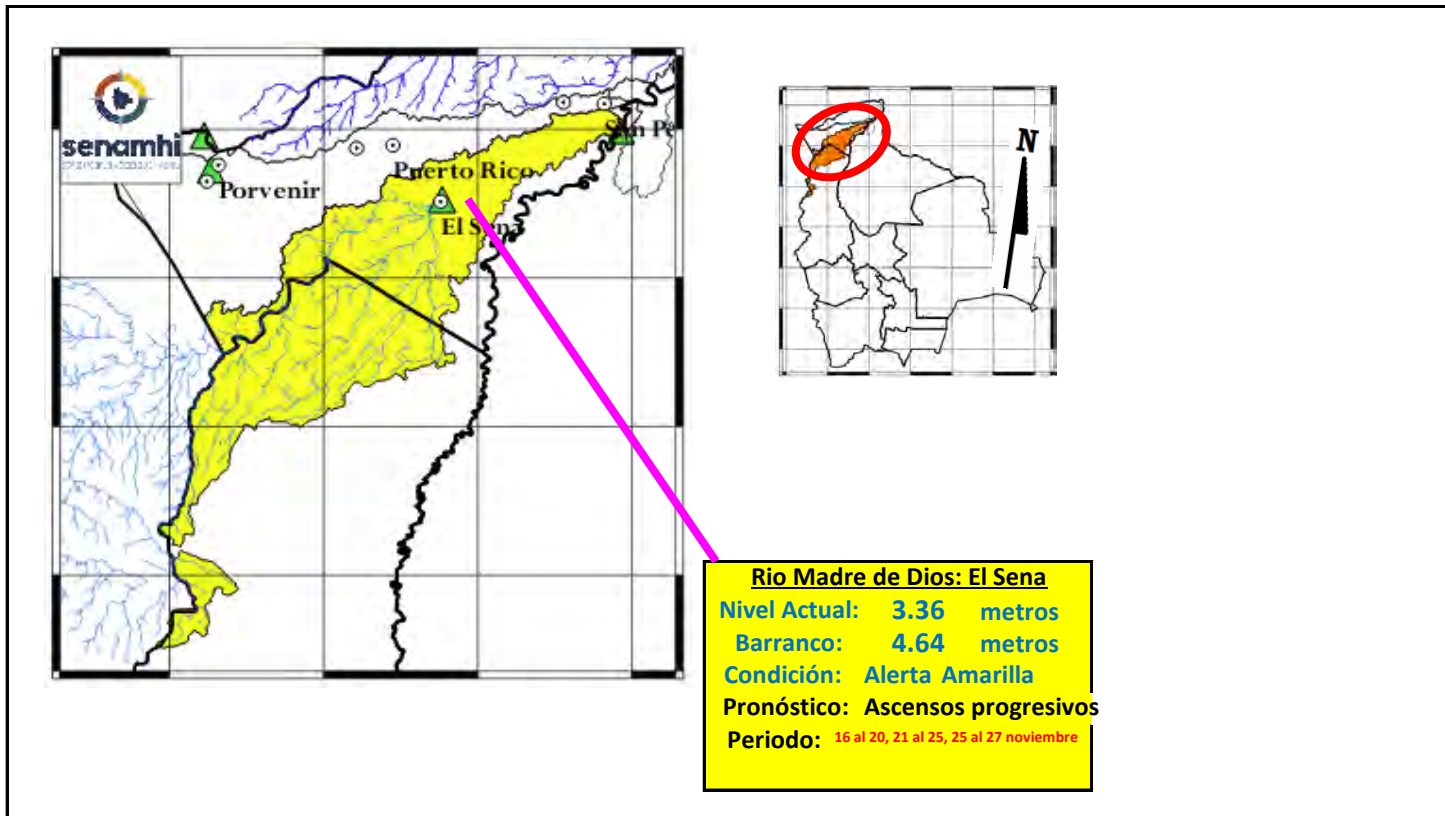 senamhi
Porvenir
Puerto Rico
San Pe
El Sena
N
Rio Madre de Dios: El Sena
Nivel Actual: 3.36 metros
Barranco: 4.64 metros
Condición: Alerta Amarilla
Pronóstico: Ascensos progresivos
Periodo: 16 al 20, 21 al 25, 25 al 27 noviembre